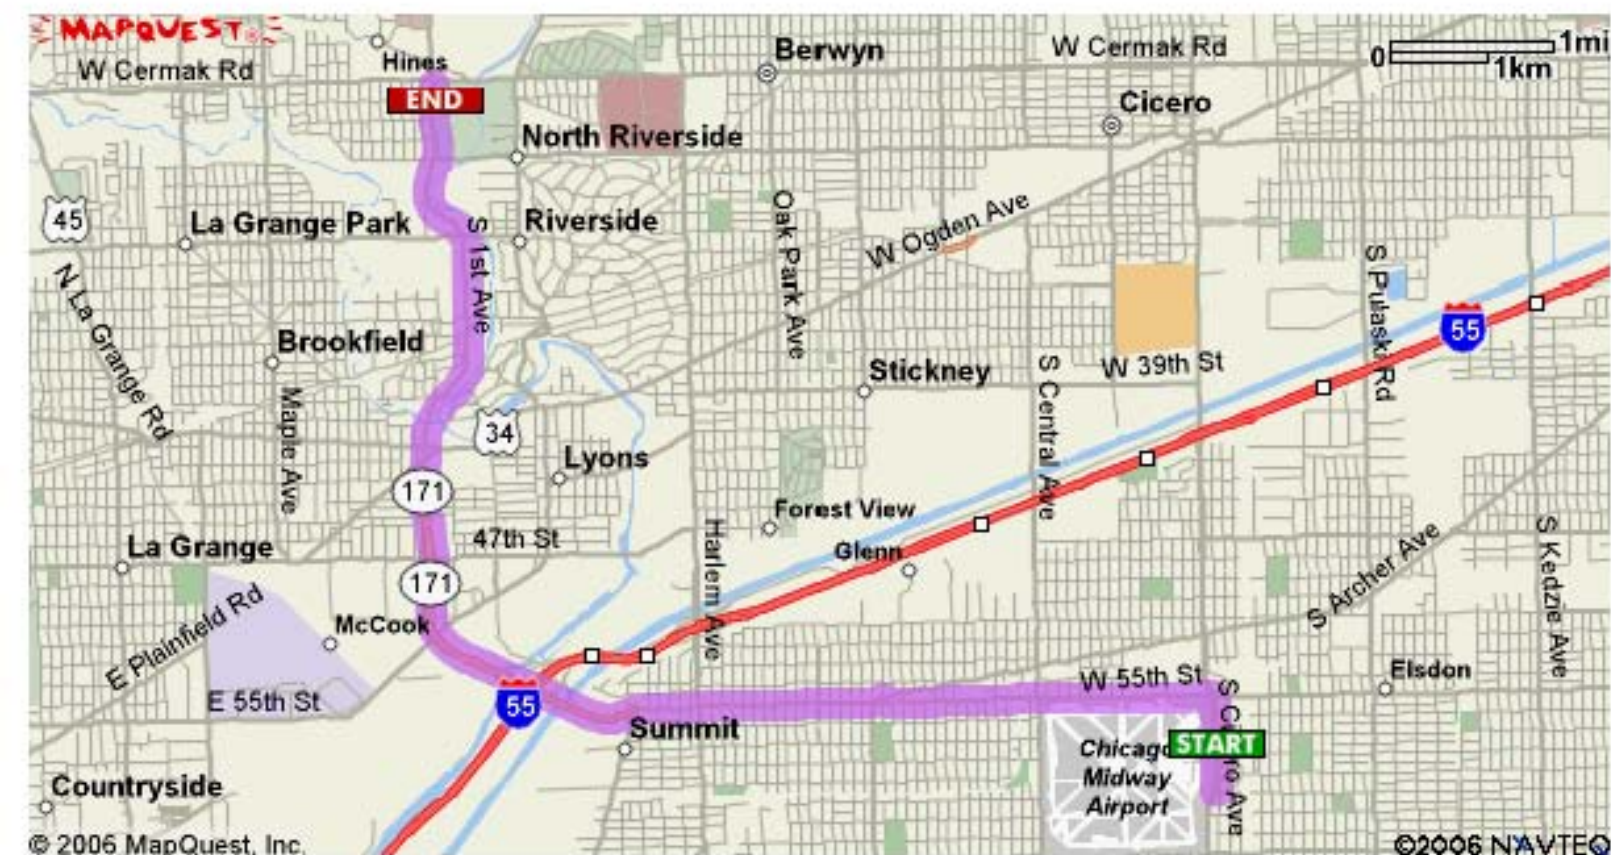 MAPQUEST
Hines
W Cermak Rd
END
Berwyn
W Cermak Rd
0
1mi
1km
Cicero
North Riverside
45
La Grange Park
Riverside
S 1st Ave
Oak Park Ave
W Ogden Ave
S Pulaski Rd
55
N La Grange Rd
Brookfield
Maple Ave
34
Stickney
S Central Ave
W 39th St
Lyons
171
Forest View
47th St
Harlem Ave
Glenn
La Grange
171
S Archer Ave
S Kedzie Ave
E Plainfield Rd
McCook
E 55th St
55
W 55th St
Elsdon
Summit
START
Chicago
Midway
Airport
Countryside
© 2006 MapQuest, Inc.
©2006 NAVTEQ